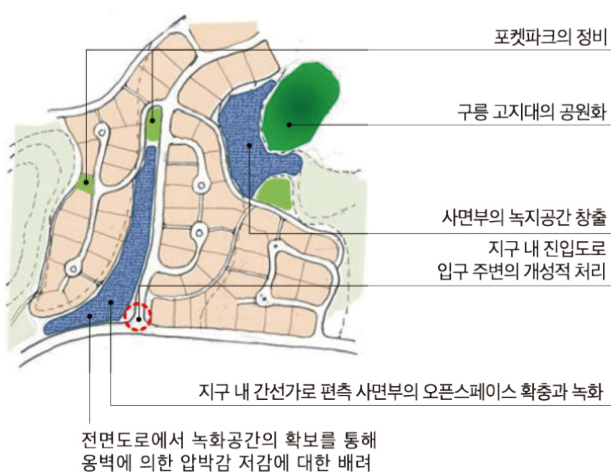 포켓파크의 정비
구릉 고지대의 공원화
사면부의 녹지공간 창출
지구 내 진입도로
입구 주변의 개성적 처리
지구 내 간선가로 편측 사면부의 오픈스페이스 확충과 녹화
전면도로에서 녹화공간의 확보를 통해
옹벽에 의한 압박감 저감에 대한 배려